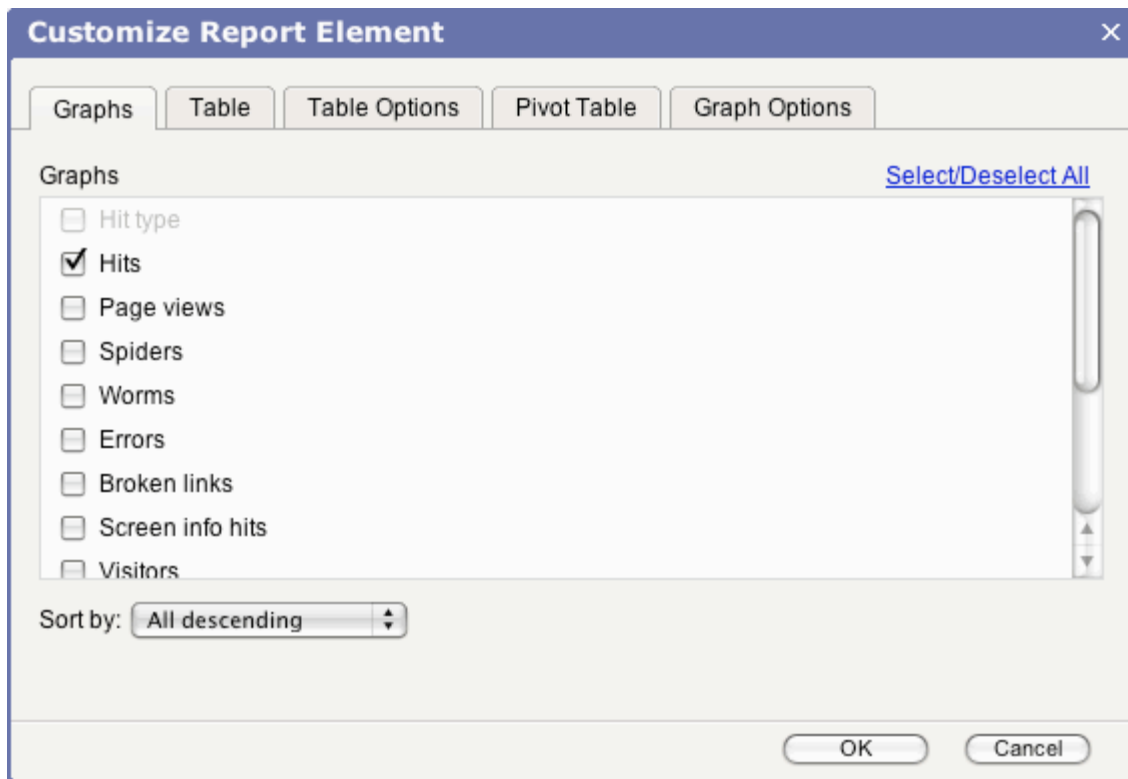 Customize Report Element
Graphs Table Table Options Pivot Table Graph Options
Graphs Select/Deselect All
Hit type
Hits
Page views
Spiders
Worms
Errors
Broken links
Screen info hits
Visitors
Sort by: All descending
OK Cancel